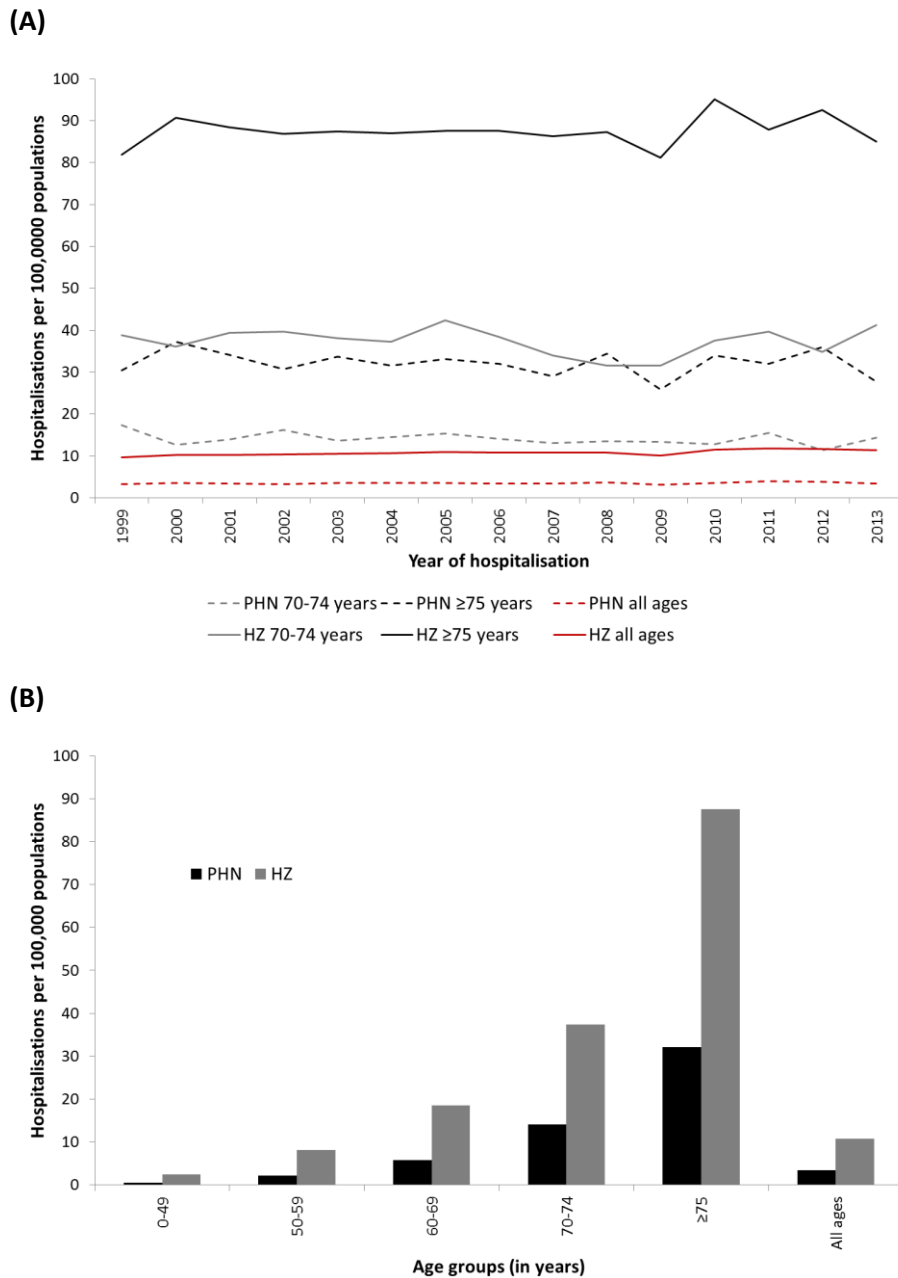 (A)
Hospitalisations per 100,0000 populations
100
90
80
70
60
50
40
30
20
10
0
1999 2000 2001 2002 2003 2004 2005 2006 2007 2008 2009 2010 2011 2012 2013
Year of hospitalisation
PHN 70-74 years PHN ≥75 years PHN all ages
HZ 70-74 years HZ ≥75 years HZ all ages
(B)
Hospitalisations per 100,000 populations
100
90
80
70
60
50
40
30
20
10
0
PHN HZ
0-49 50-59 60-69 70-74 ≥75 All ages
Age groups (in years)